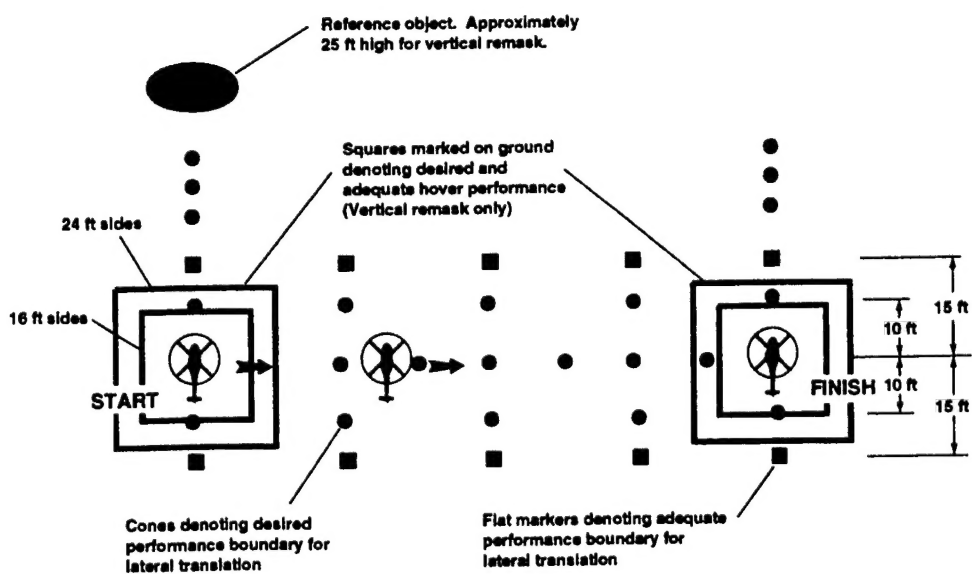 Reference object. Approximately
25 ft high for vertical remask.
Squares marked on ground
denoting desired and
adequate hover performance
(Vertical remask only)
24 ft sides
16 ft sides
START
FINISH
10 ft
15 ft
10 ft
15 ft
Cones denoting desired
performance boundary for
lateral translation
Flat markers denoting adequate
performance boundary for
lateral translation